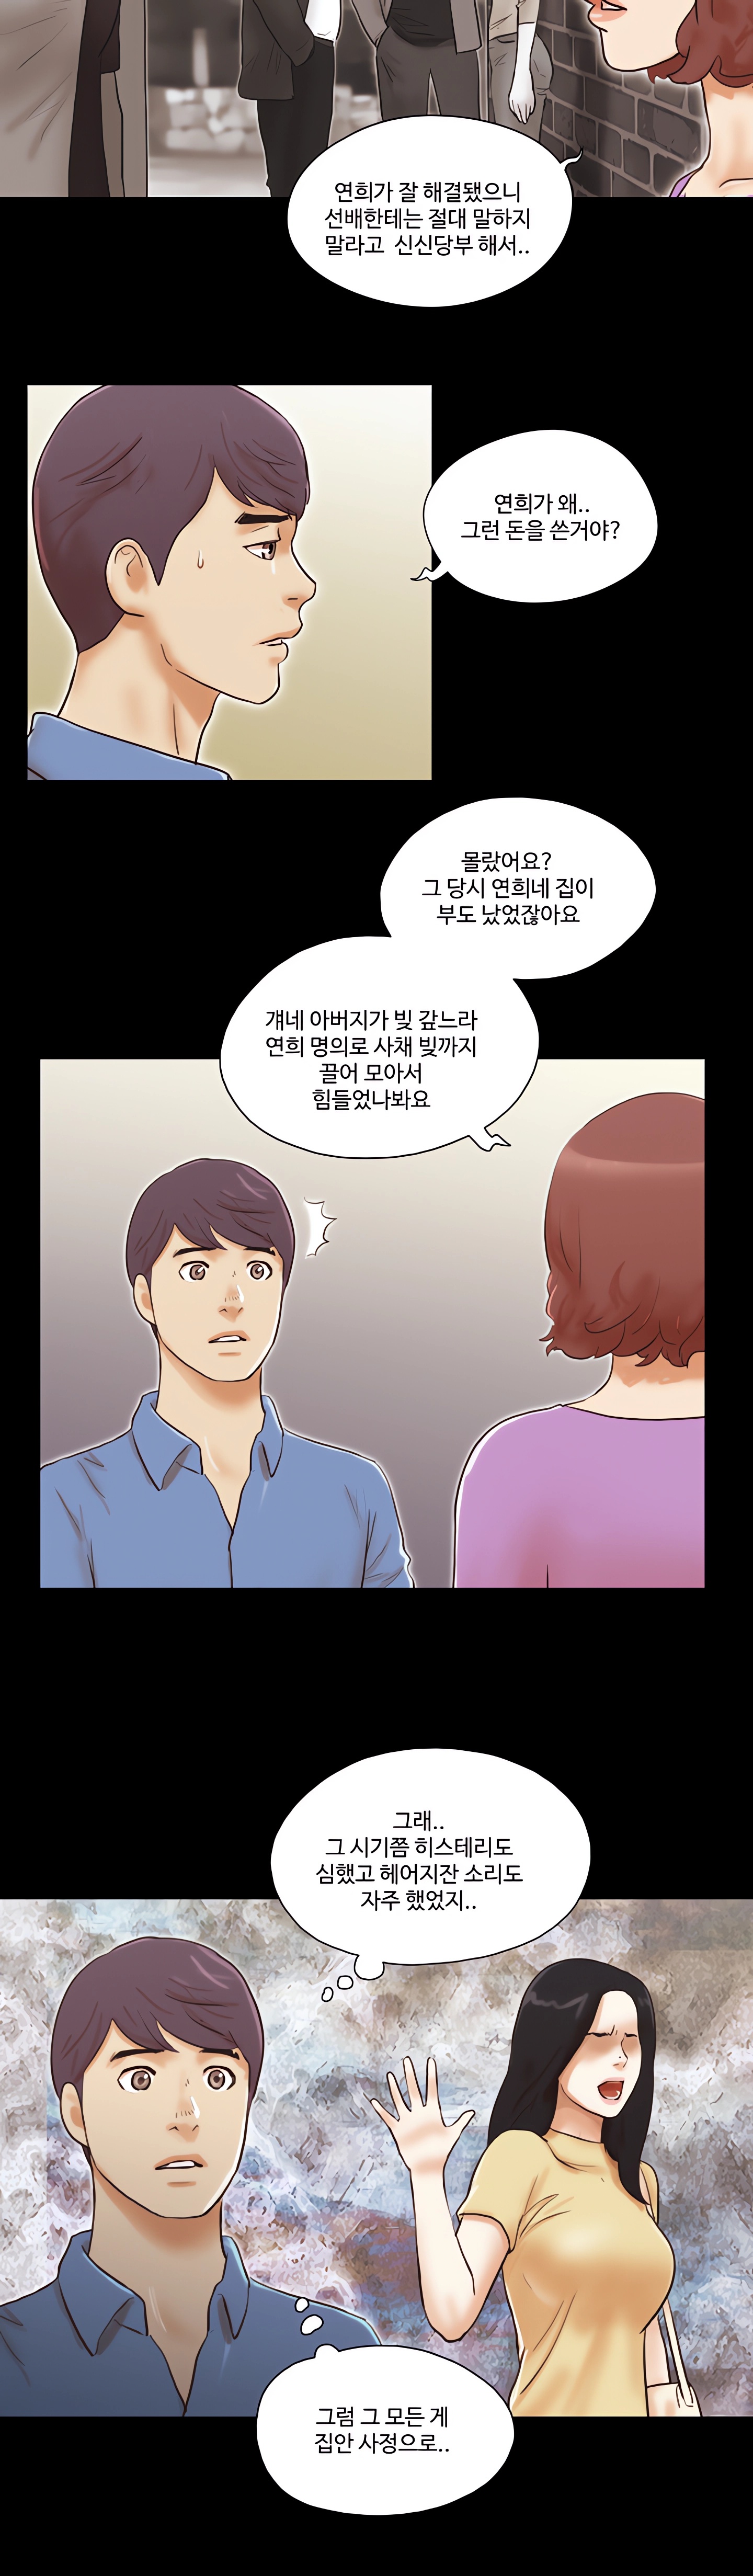 연희가 잘 해결됐으니
선배한테는 절대 말하지
말라고 신신당부 해서..
연희가 왜..
그런 돈을 쓴거야?
몰랐어요?
그 당시 연희네 집이
부도 났었잖아요
걔네 아버지가 빚 갚느라
연희 명의로 사채 빚까지
끌어 모아서
힘들었나봐요
그래..
그 시기쯤 히스테리도
심했고 헤어지잔 소리도
자주 했었지..
그럼 그 모든 게
집안 사정으로..